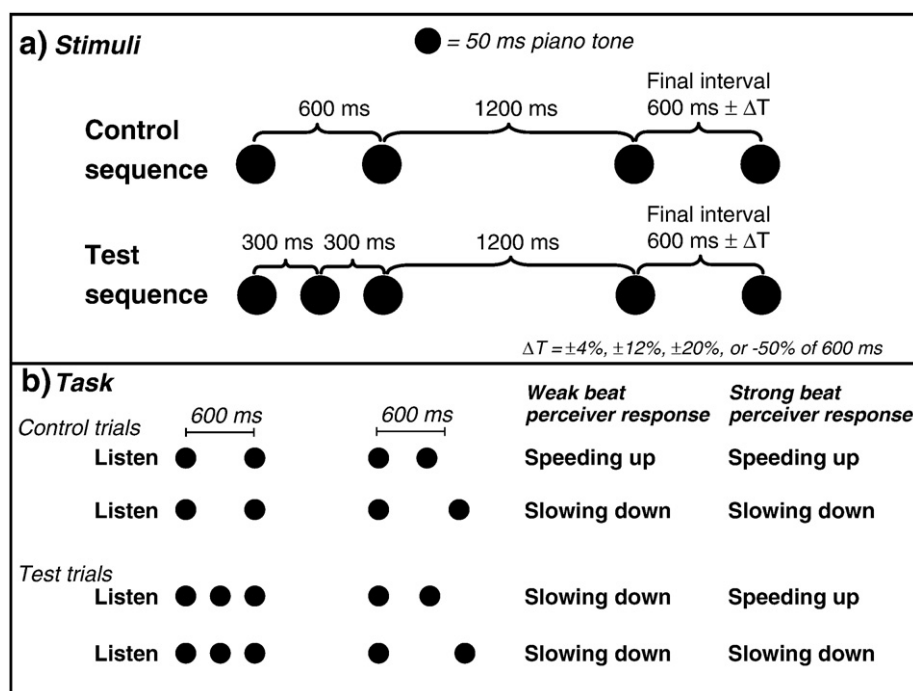 a) Stimuli
= 50 ms piano tone
Control sequence
600 ms
1200 ms
Final interval
600 ms ± ΔT
Test sequence
300 ms 300 ms
1200 ms
Final interval
600 ms ± ΔT
ΔT = ±4%, ±12%, ±20%, or -50% of 600 ms
b) Task
600 ms
600 ms
Weak beat perceiver response
Strong beat perceiver response
Control trials
Listen Speeding up Speeding up
Listen Slowing down Slowing down
Test trials
Listen Slowing down Speeding up
Listen Slowing down Slowing down